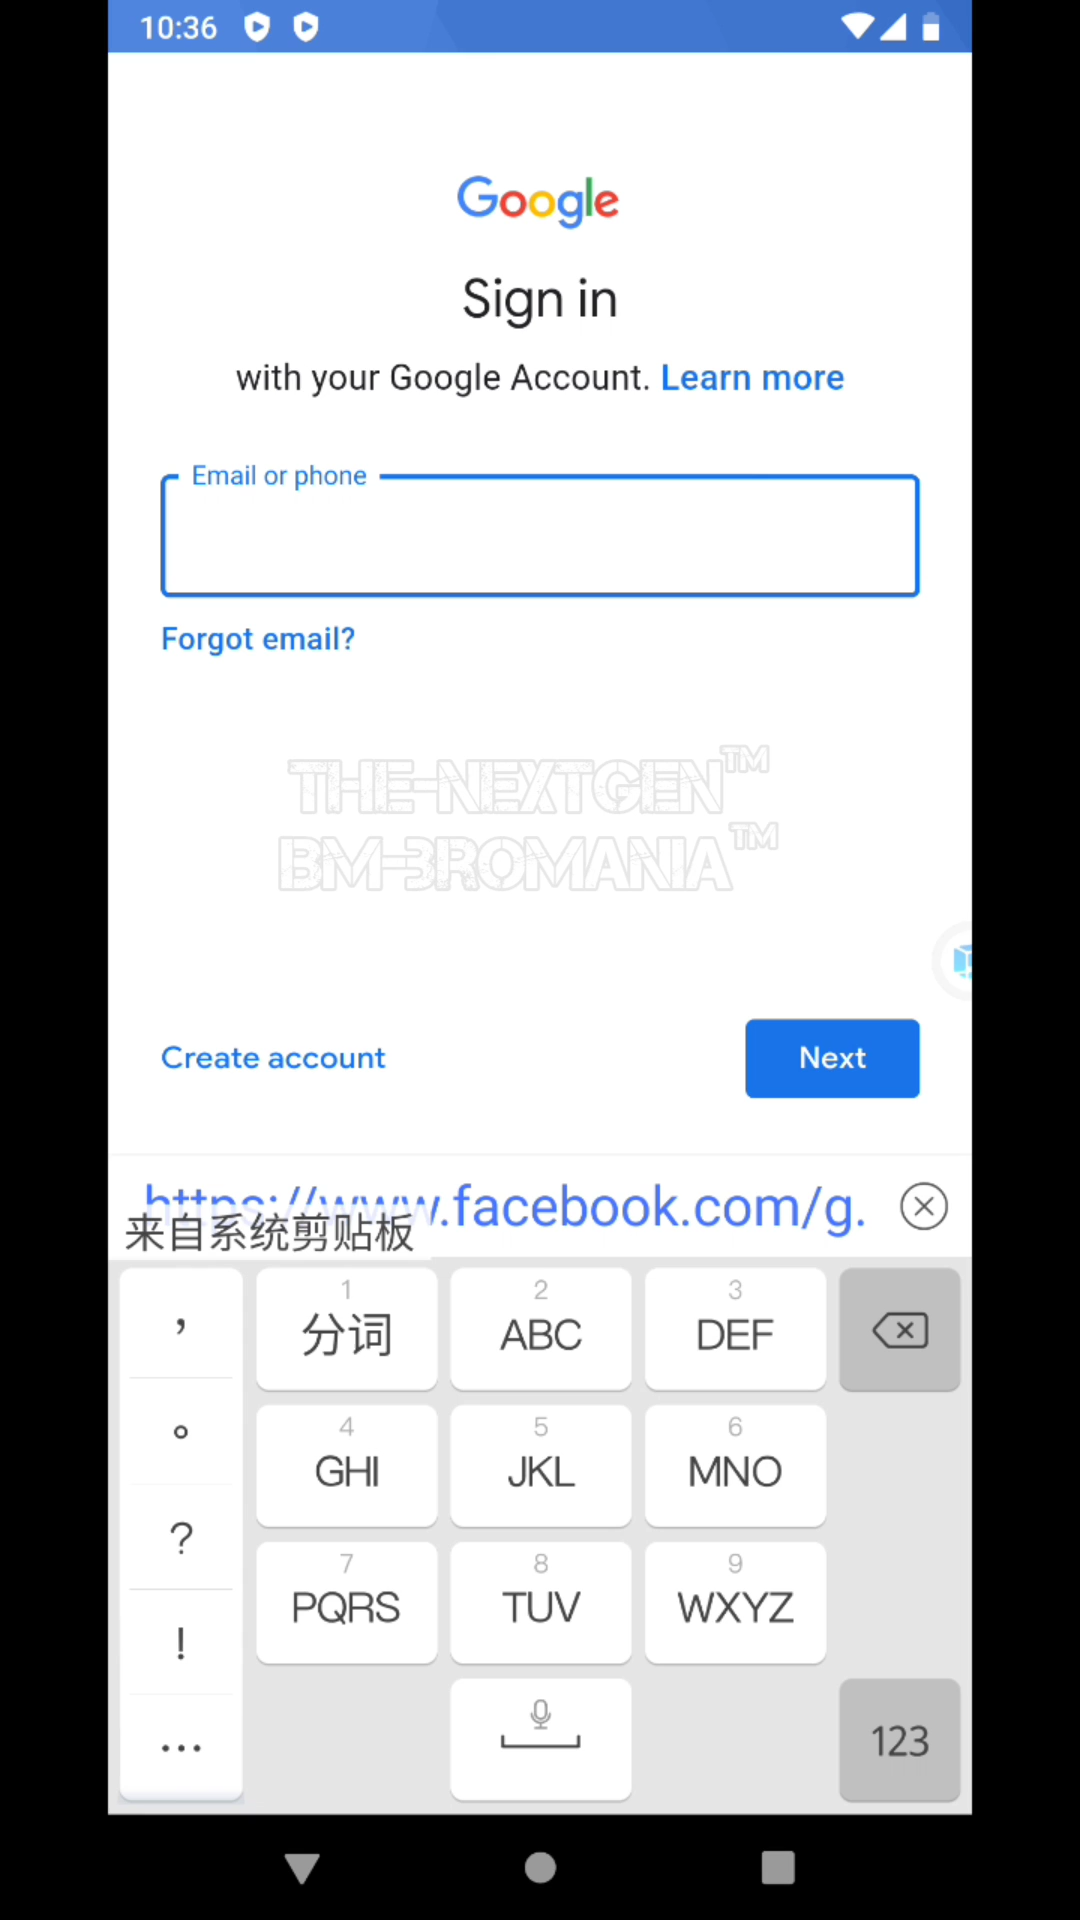 10:36
Google
Sign in
with your Google Account. Learn more
Email or phone
Forgot email?
THE-NEXTGEN™
BM-BROMANIA™
Create account
Next
https://www.facebook.com/g.
来自系统剪贴板
，
1
分词
2
ABC
3
DEF
。
4
GHI
5
JKL
6
MNO
?
7
PQRS
8
TUV
9
WXYZ
!
...
123